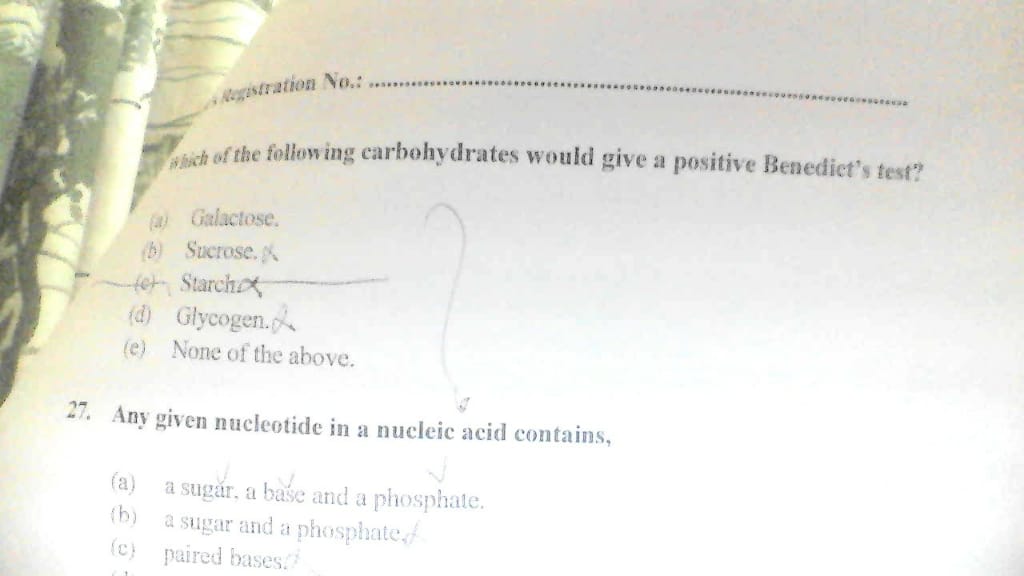 Registration No.: ........................................
which of the following carbohydrates would give a positive Benedict's test?
(a) Galactose.
(b) Sucrose.
(c) Starch
(d) Glycogen.
(e) None of the above.
27. Any given nucleotide in a nucleic acid contains,
(a) a sugar, a base and a phosphate.
(b) a sugar and a phosphate.
(c) paired bases.